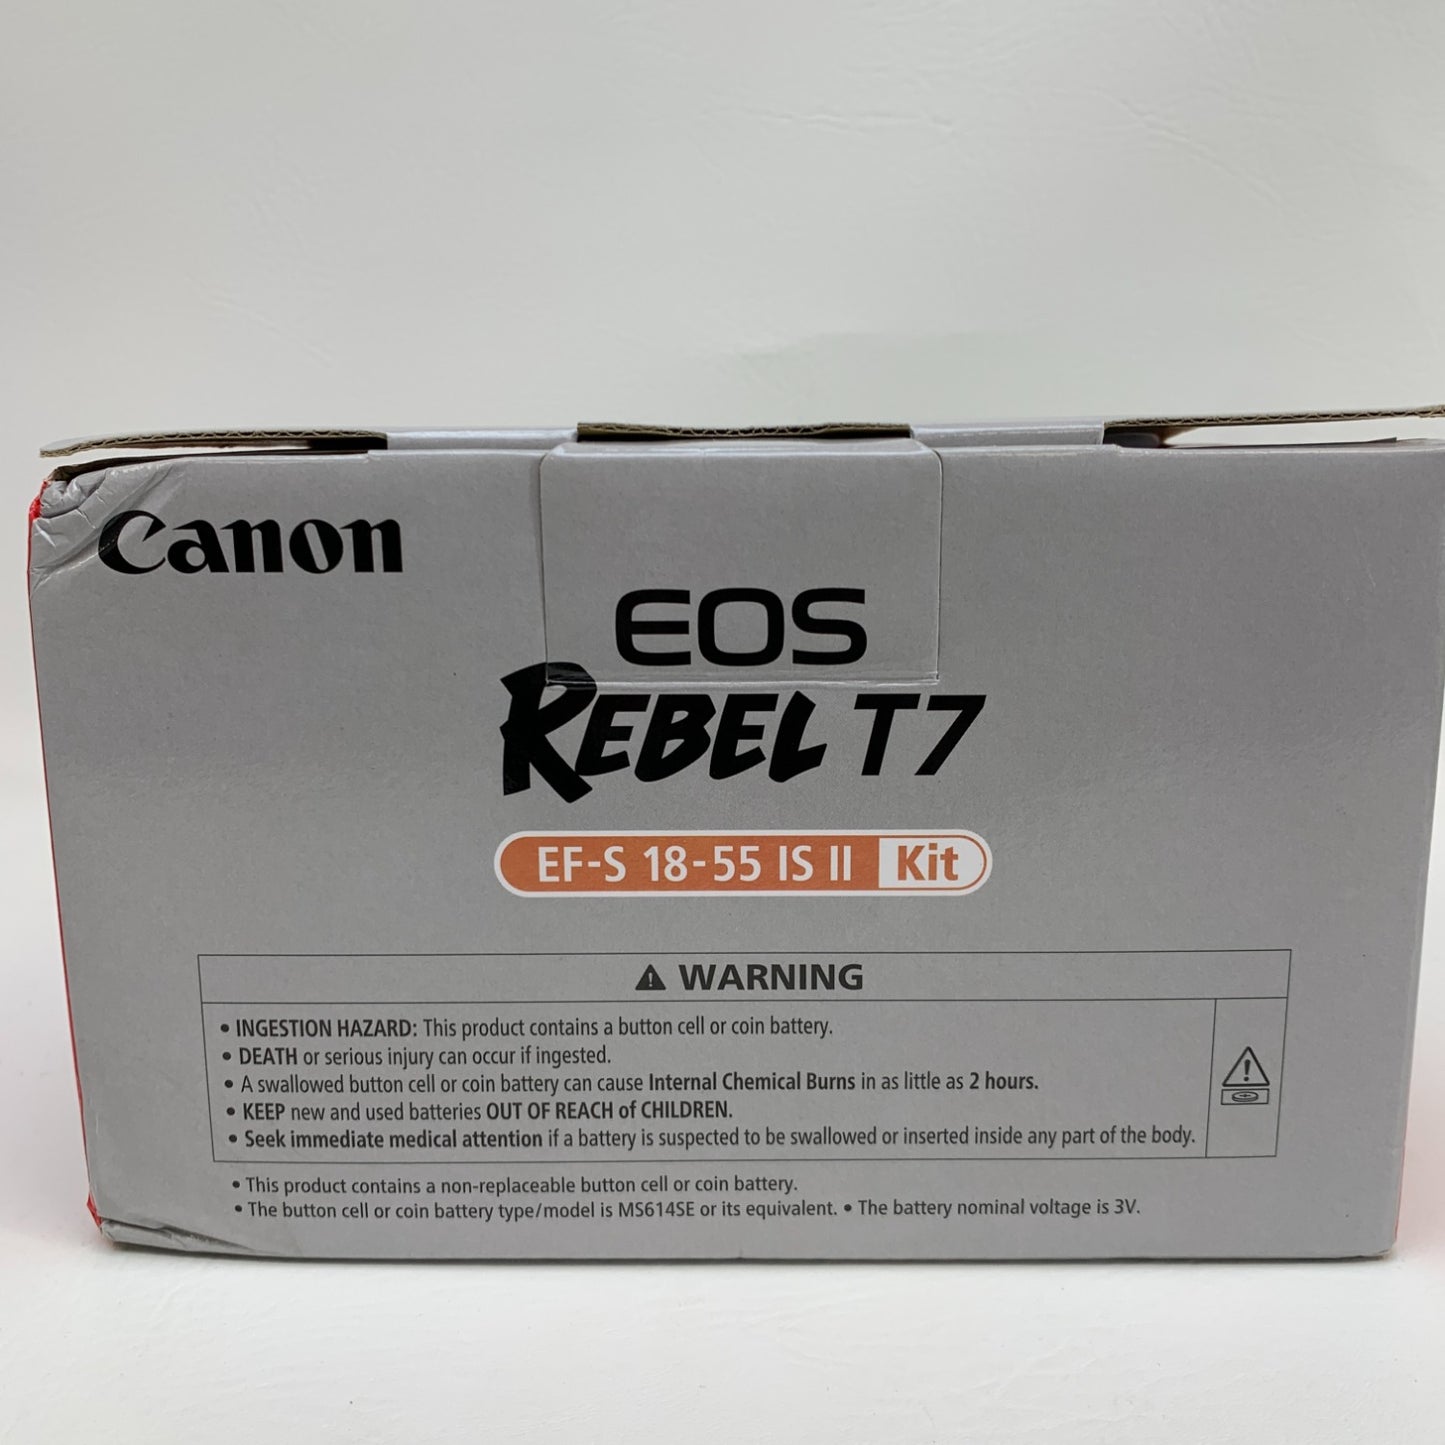 Canon
EOS
REBEL T7
EF-S 18-55 IS II Kit
⚠ WARNING
• INGESTION HAZARD: This product contains a button cell or coin battery.
• DEATH or serious injury can occur if ingested.
• A swallowed button cell or coin battery can cause Internal Chemical Burns in as little as 2 hours.
• KEEP new and used batteries OUT OF REACH of CHILDREN.
• Seek immediate medical attention if a battery is suspected to be swallowed or inserted inside any part of the body.
• This product contains a non-replaceable button cell or coin battery.
• The button cell or coin battery type/model is MS614SE or its equivalent. • The battery nominal voltage is 3V.